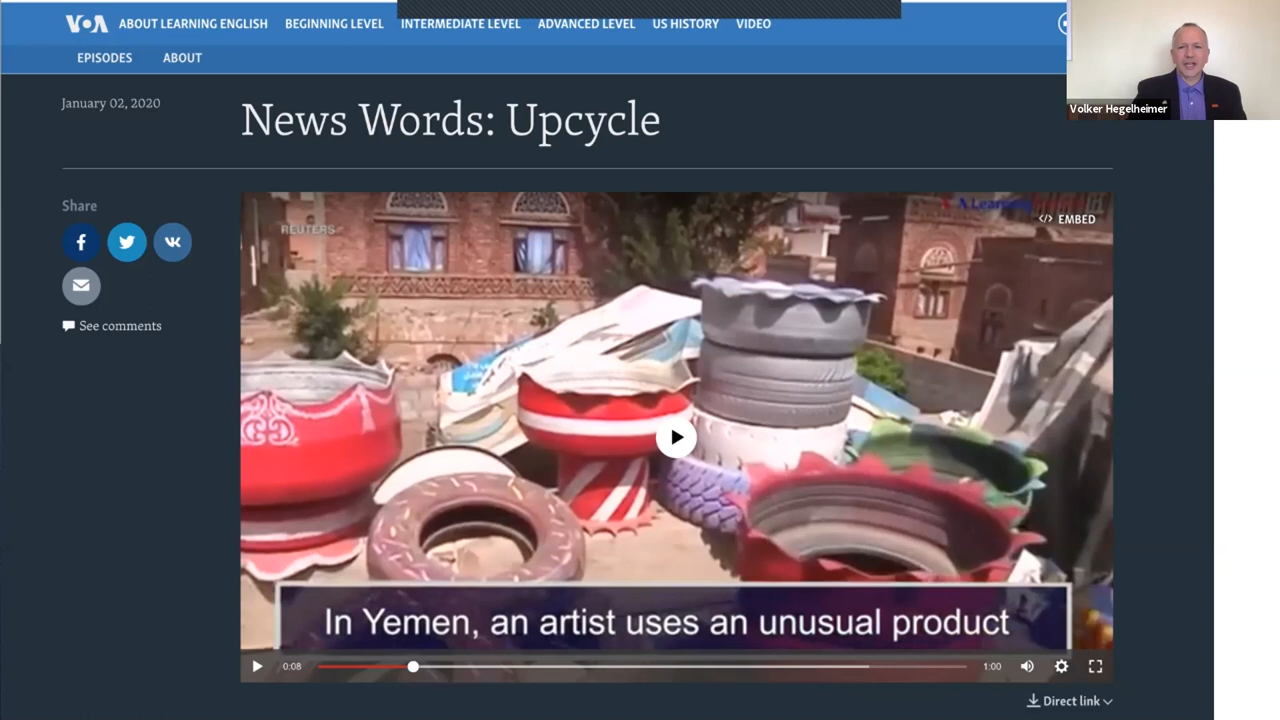 VOA ABOUT LEARNING ENGLISH BEGINNING LEVEL INTERMEDIATE LEVEL ADVANCED LEVEL US HISTORY VIDEO
EPISODES ABOUT
Volker Hegelheimer
January 02, 2020
News Words: Upcycle
Share
See comments
REUTERS
</> EMBED
In Yemen, an artist uses an unusual product
0:08
1:00
Direct link